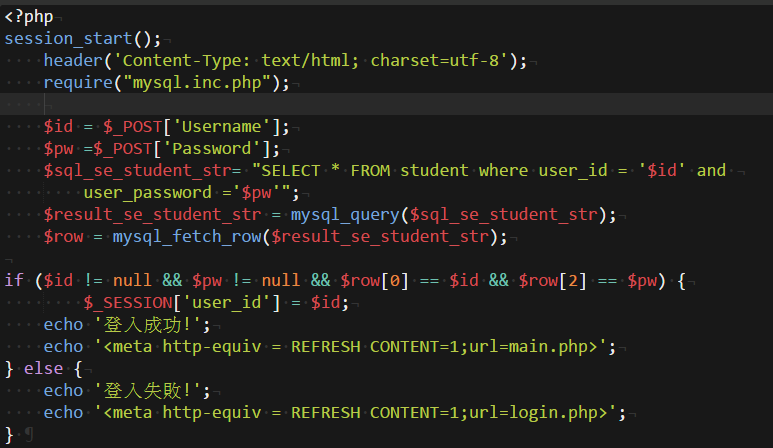 <?php
session_start();
header('Content-Type: text/html; charset=utf-8');
require("mysql.inc.php");
$id = $_POST['Username'];
$pw =$_POST['Password'];
$sql_se_student_str= "SELECT * FROM student where user_id = '$id' and
user_password ='$pw'";
$result_se_student_str = mysql_query($sql_se_student_str);
$row = mysql_fetch_row($result_se_student_str);
if ($id != null && $pw != null && $row[0] == $id && $row[2] == $pw) {
$_SESSION['user_id'] = $id;
echo '登入成功!';
echo '<meta http-equiv = REFRESH CONTENT=1;url=main.php>';
} else {
echo '登入失敗!';
echo '<meta http-equiv = REFRESH CONTENT=1;url=login.php>';
}